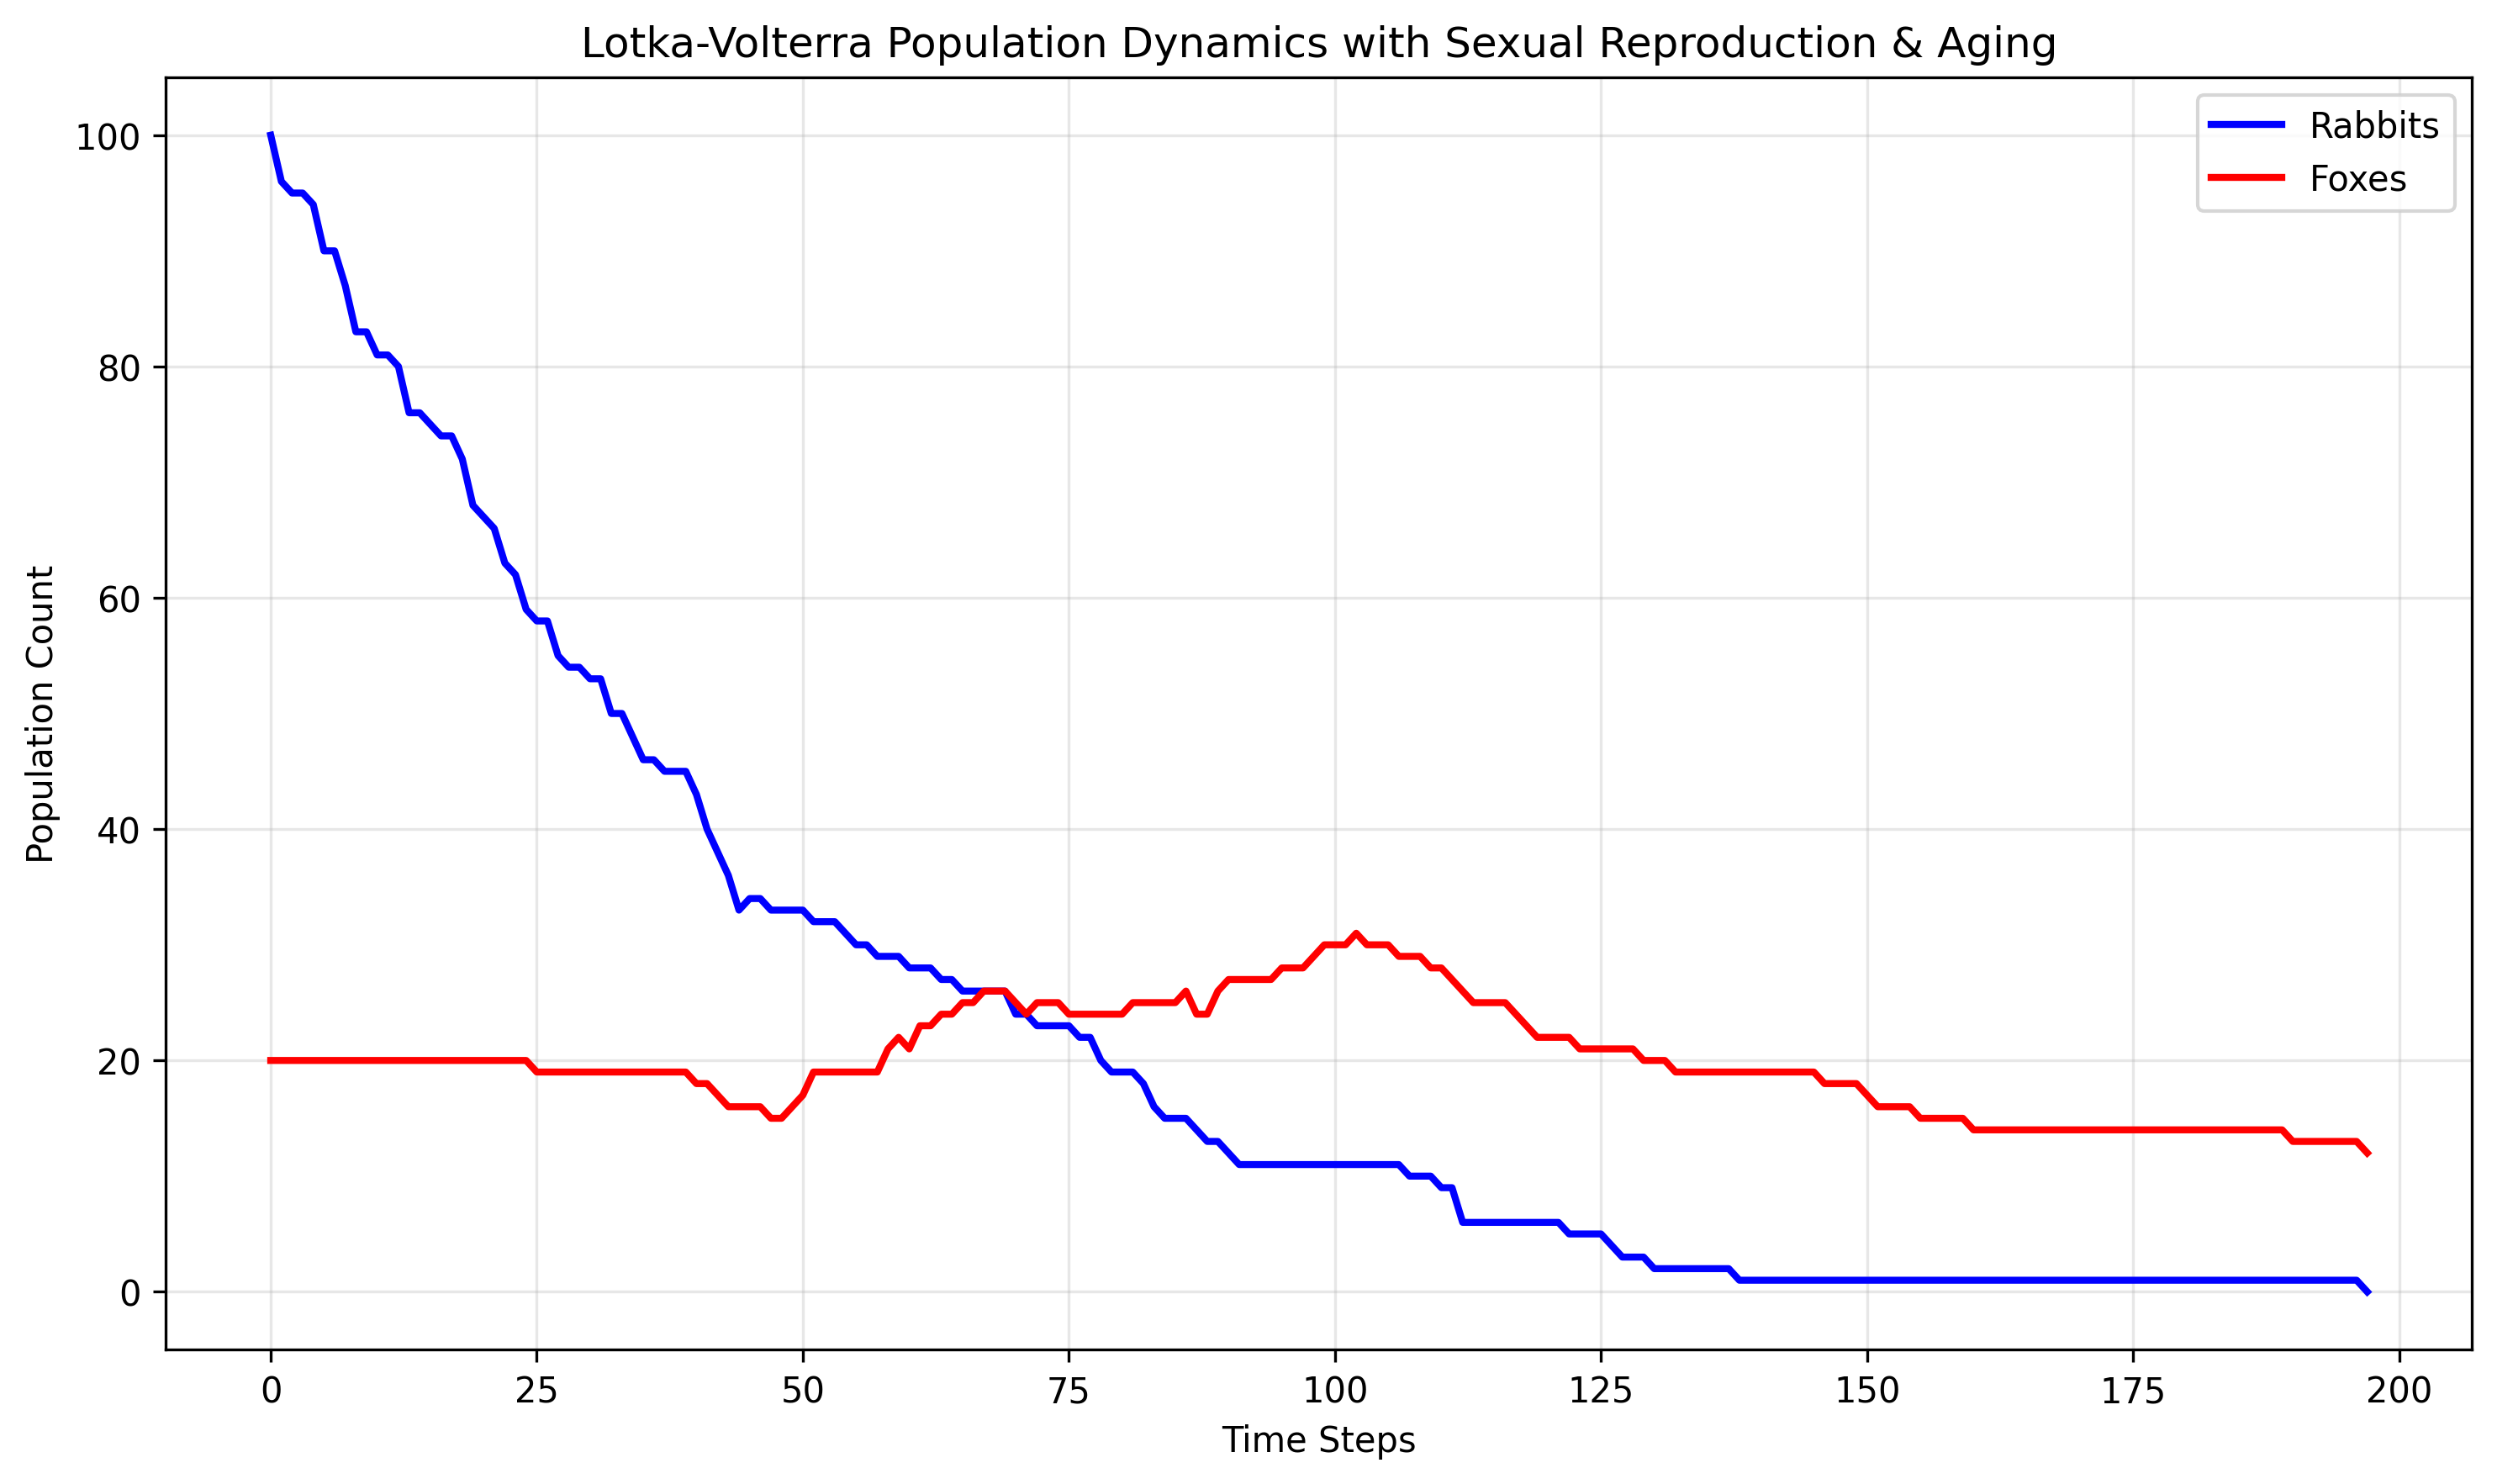 Lotka-Volterra Population Dynamics with Sexual Reproduction & Aging
Rabbits
Foxes
Population Count
100
80
60
40
20
0
0 25 50 75 100 125 150 175 200
Time Steps